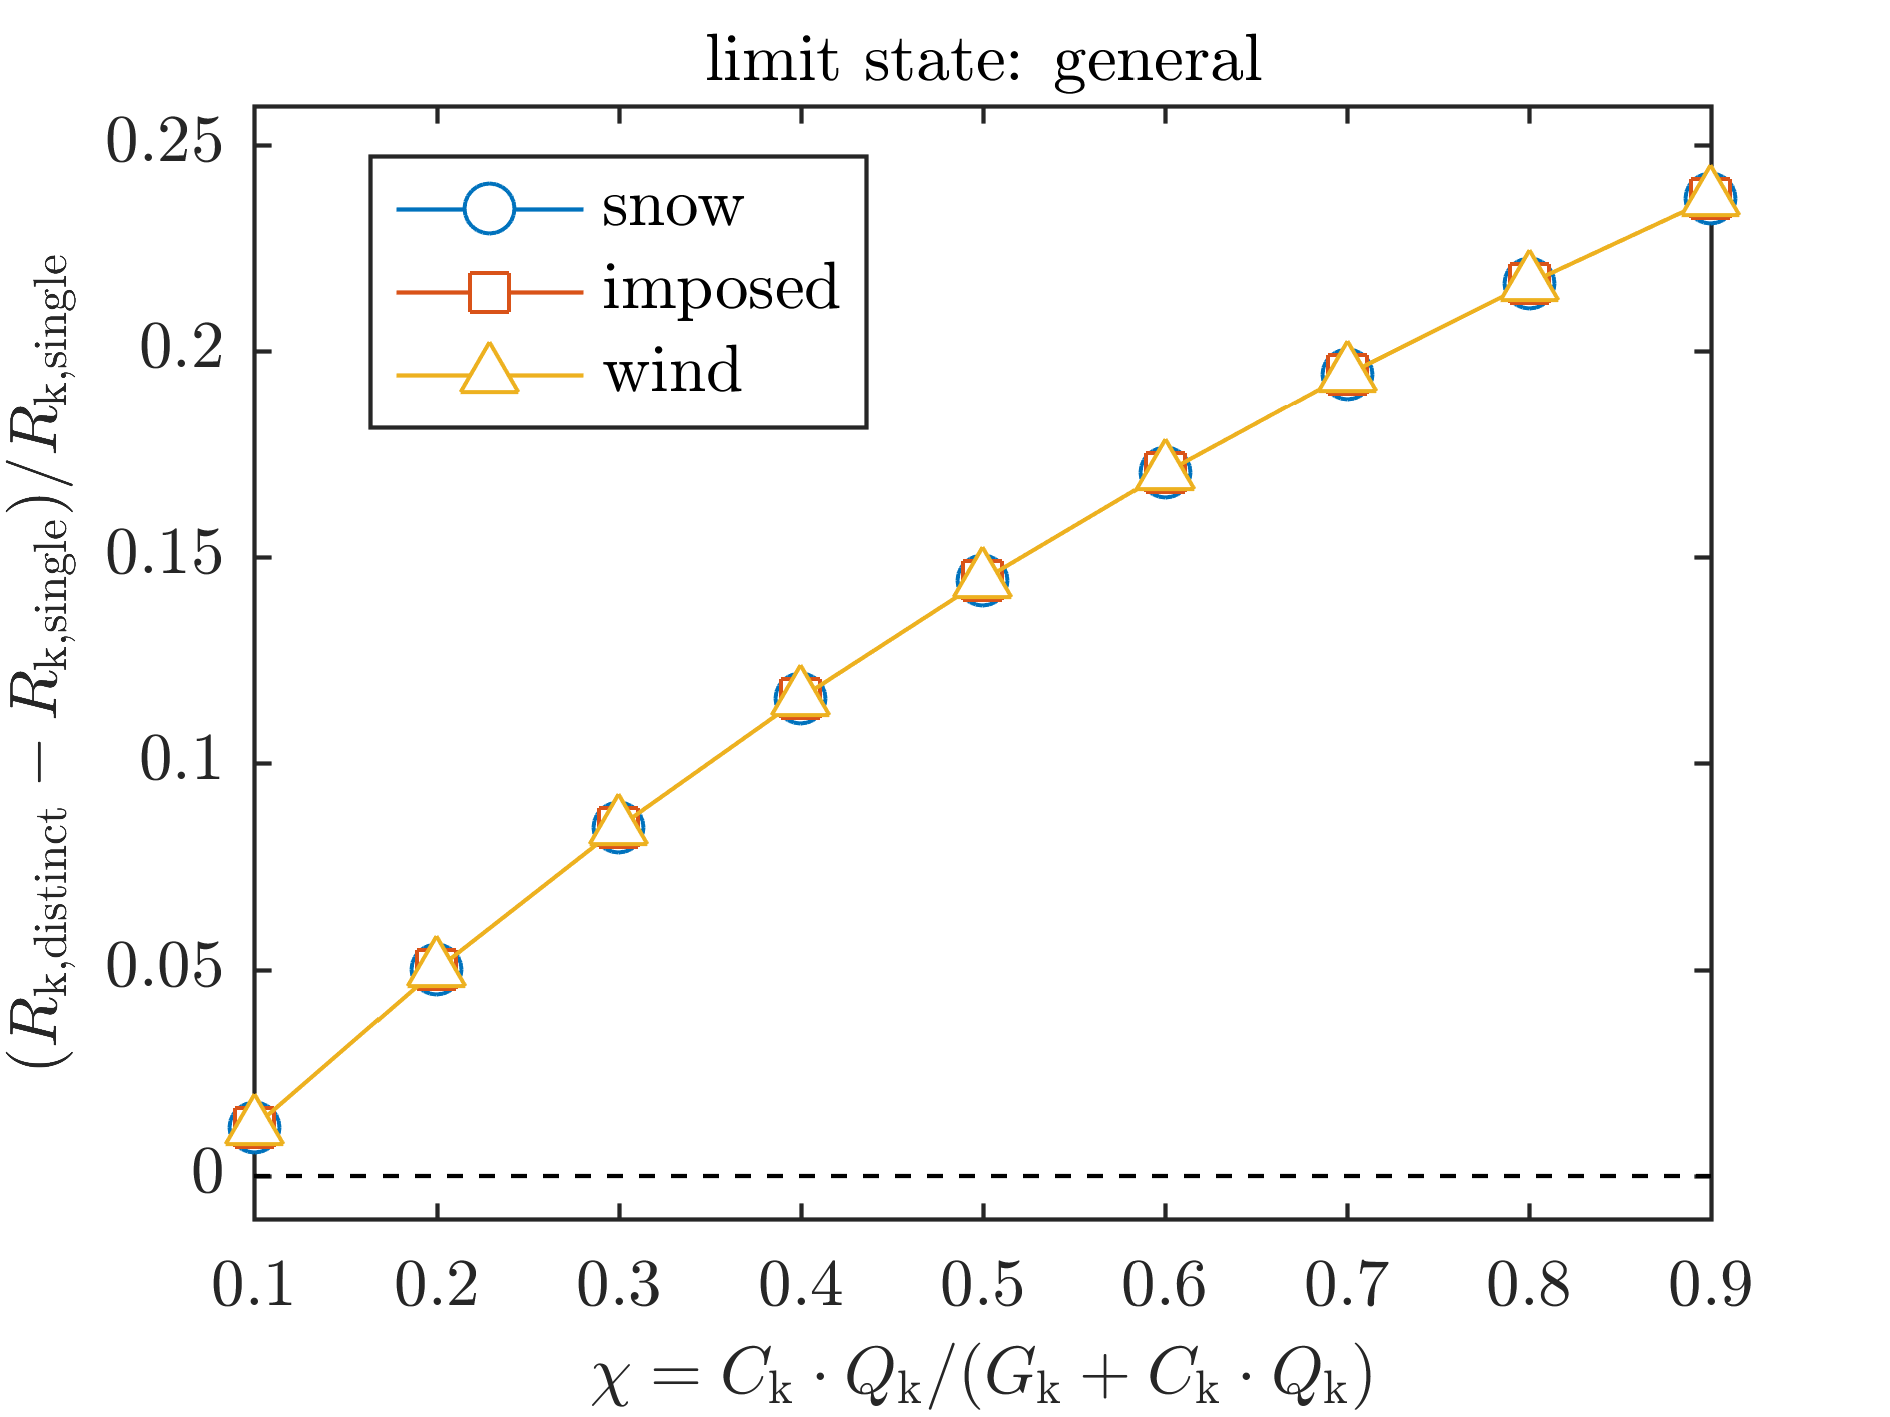 limit state: general
0.25
0.2
0.15
0.1
0.05
0
snow
imposed
wind
(R_k,distinct − R_k,single)/R_k,single
0.1 0.2 0.3 0.4 0.5 0.6 0.7 0.8 0.9
χ = C_k · Q_k/(G_k + C_k · Q_k)